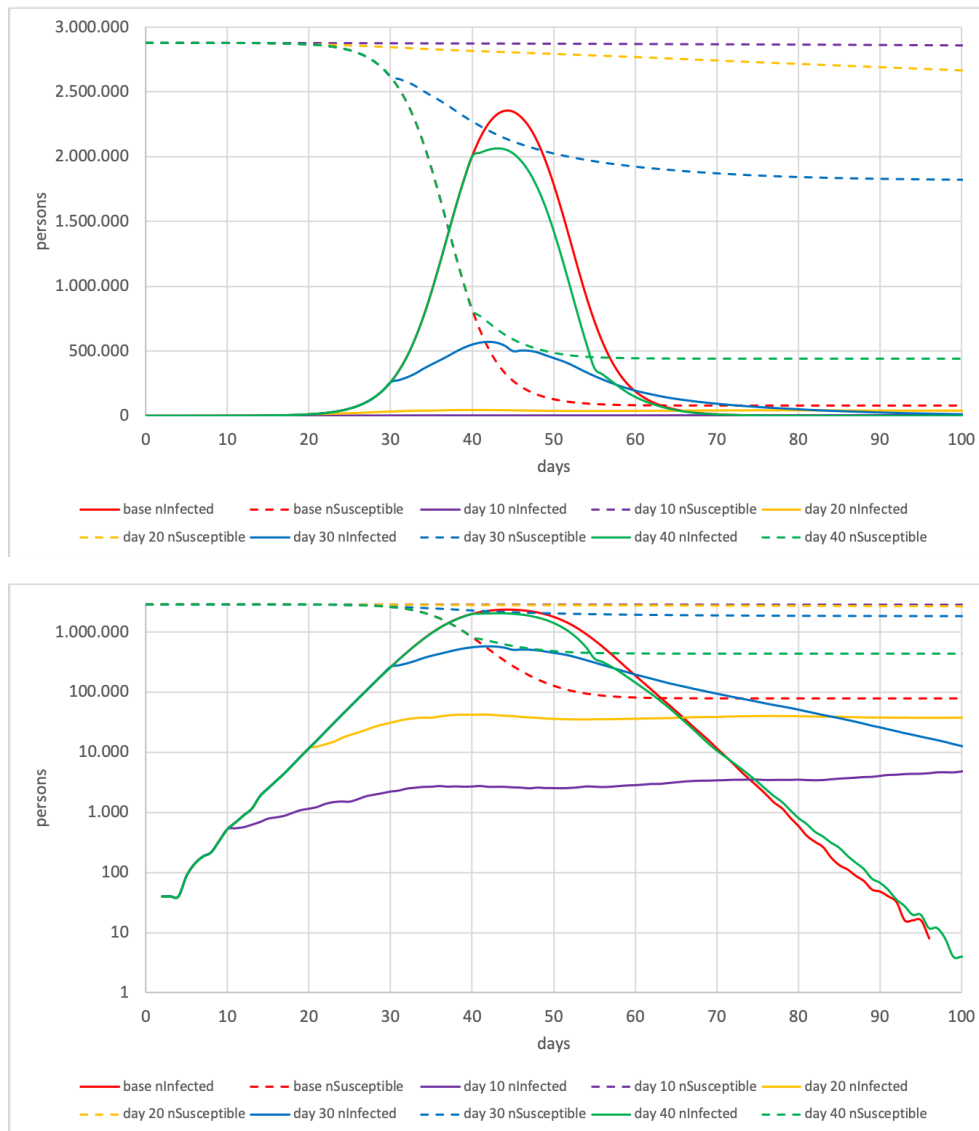 3.000.000
2.500.000
2.000.000
1.500.000
1.000.000
500.000
0
persons
0 10 20 30 40 50 60 70 80 90 100
days
base nInfected base nSusceptible day 10 nInfected day 10 nSusceptible day 20 nInfected
day 20 nSusceptible day 30 nInfected day 30 nSusceptible day 40 nInfected day 40 nSusceptible
1.000.000
100.000
10.000
1.000
100
10
1
persons
0 10 20 30 40 50 60 70 80 90 100
days
base nInfected base nSusceptible day 10 nInfected day 10 nSusceptible day 20 nInfected
day 20 nSusceptible day 30 nInfected day 30 nSusceptible day 40 nInfected day 40 nSusceptible